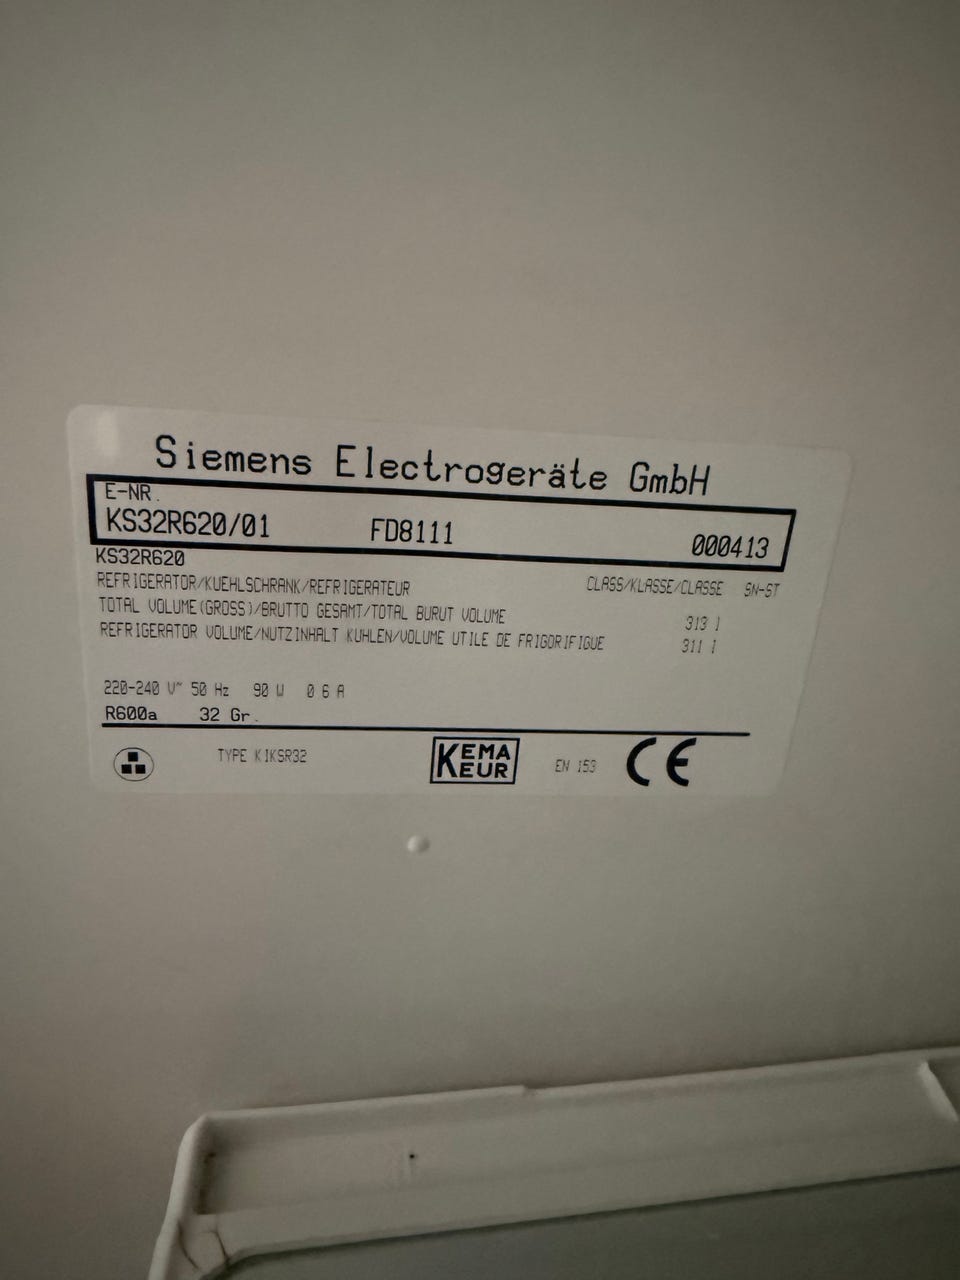 Siemens Electrogeräte GmbH
E-NR.
KS32R620/01 FD8111 000413
KS32R620
REFRIGERATOR/KUEHLSCHRANK/REFRIGERATEUR CLASS/KLASSE/CLASSE SN-ST
TOTAL VOLUME(GROSS)/BRUTTO GESAMT/TOTAL BURUT VOLUME 313 l
REFRIGERATOR VOLUME/NUTZINHALT KUHLEN/VOLUME UTILE DE FRIGORIFIGUE 311 l
220-240 V~ 50 Hz 90 W 0 6 A
R600a 32 Gr.
TYPE K1KSR32 KEMA EUR EN 153 CE